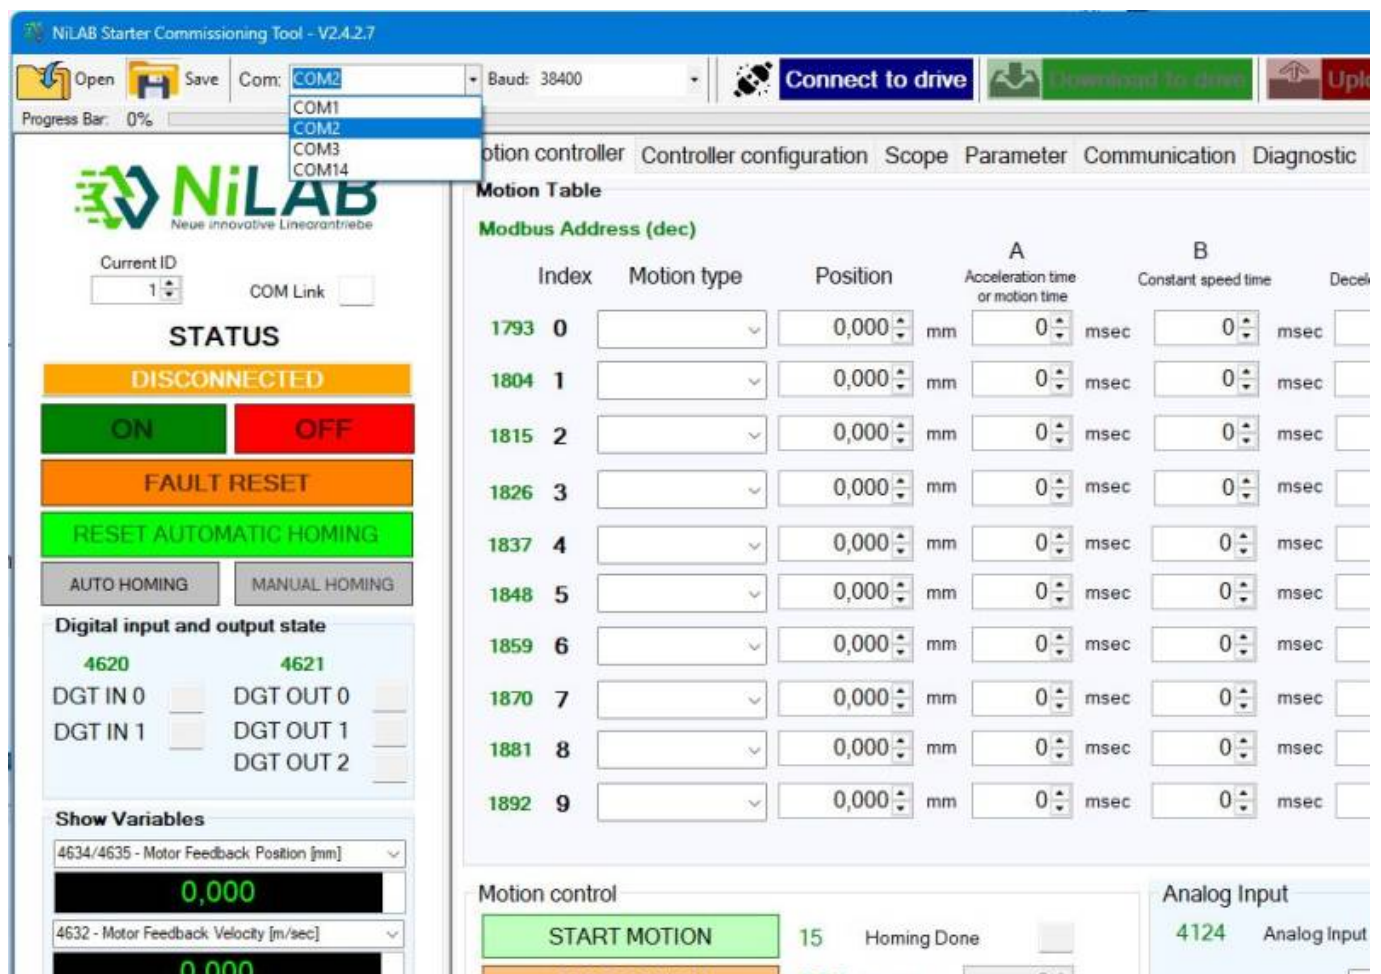 NiLAB Starter Commissioning Tool - V2.4.2.7
Open Save Com: COM2 Baud: 38400 Connect to drive Download to drive
Progress Bar: 0%
COM1
COM2
COM3
COM14
NiLAB
Neue innovative Linearantriebe
Current ID
1 COM Link
STATUS
DISCONNECTED
ON OFF
FAULT RESET
RESET AUTOMATIC HOMING
AUTO HOMING MANUAL HOMING
Digital input and output state
4620 4621
DGT IN 0 DGT OUT 0
DGT IN 1 DGT OUT 1
DGT OUT 2
Show Variables
4634/4635 - Motor Feedback Position [mm]
0,000
4632 - Motor Feedback Velocity [m/sec]
0,000
otion controller Controller configuration Scope Parameter Communication Diagnostic
Motion Table
Modbus Address (dec)
A B
Index Motion type Position Acceleration time or motion time Constant speed time
1793 0 0,000 mm 0 msec 0 msec
1804 1 0,000 mm 0 msec 0 msec
1815 2 0,000 mm 0 msec 0 msec
1826 3 0,000 mm 0 msec 0 msec
1837 4 0,000 mm 0 msec 0 msec
1848 5 0,000 mm 0 msec 0 msec
1859 6 0,000 mm 0 msec 0 msec
1870 7 0,000 mm 0 msec 0 msec
1881 8 0,000 mm 0 msec 0 msec
1892 9 0,000 mm 0 msec 0 msec
Motion control
START MOTION 15 Homing Done
Analog Input
4124 Analog Input